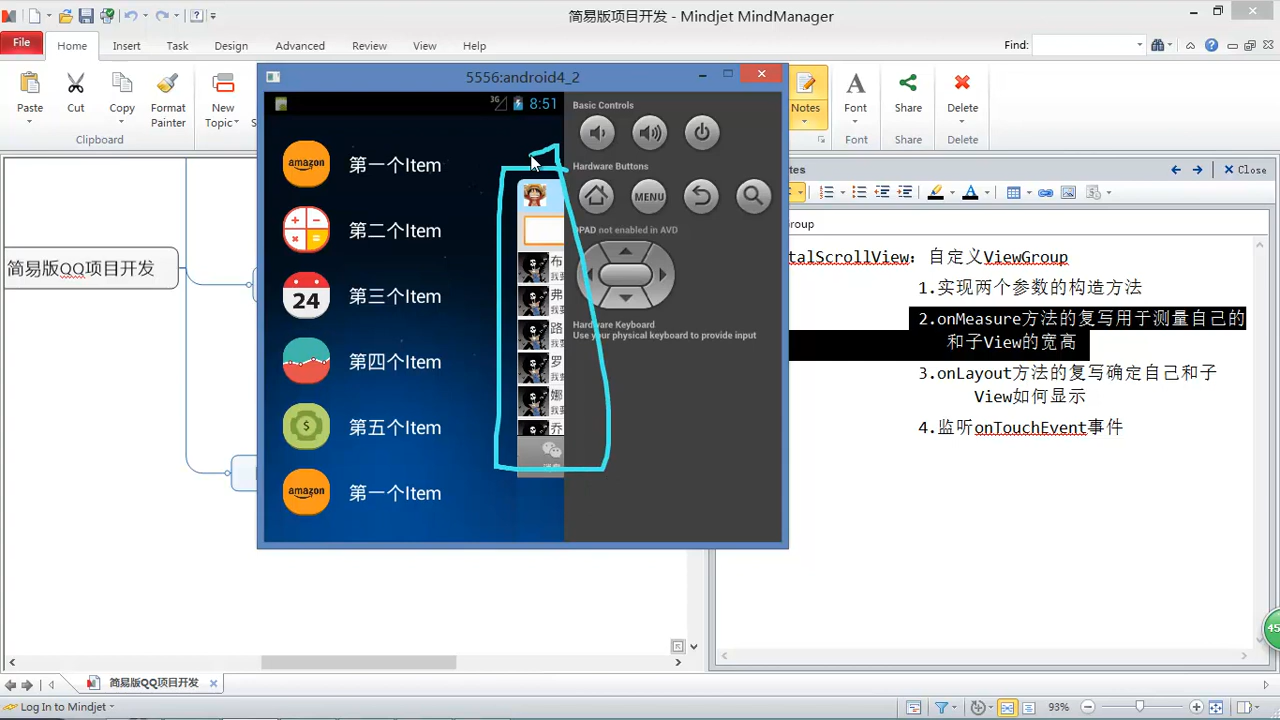 简易版项目开发 - Mindjet MindManager
File
Home
Insert
Task
Design
Advanced
Review
View
Help
Find:
Paste
Cut
Copy
Format Painter
New Topic
Clipboard
Notes
Font
Share
Delete
Font
Share
Delete
5556:android4_2
3G
8:51
amazon
第一个Item
第二个Item
24
第三个Item
第四个Item
$
第五个Item
amazon
第一个Item
布
弗
路
罗
娜
乔
Basic Controls
Hardware Buttons
MENU
DPAD not enabled in AVD
Hardware Keyboard
Use your physical keyboard to provide input
简易版QQ项目开发
Close
talScrollView：自定义ViewGroup
1.实现两个参数的构造方法
2.onMeasure方法的复写用于测量自己的
和子View的宽高
3.onLayout方法的复写确定自己和子
View如何显示
4.监听onTouchEvent事件
45
简易版QQ项目开发
Log In to Mindjet
93%